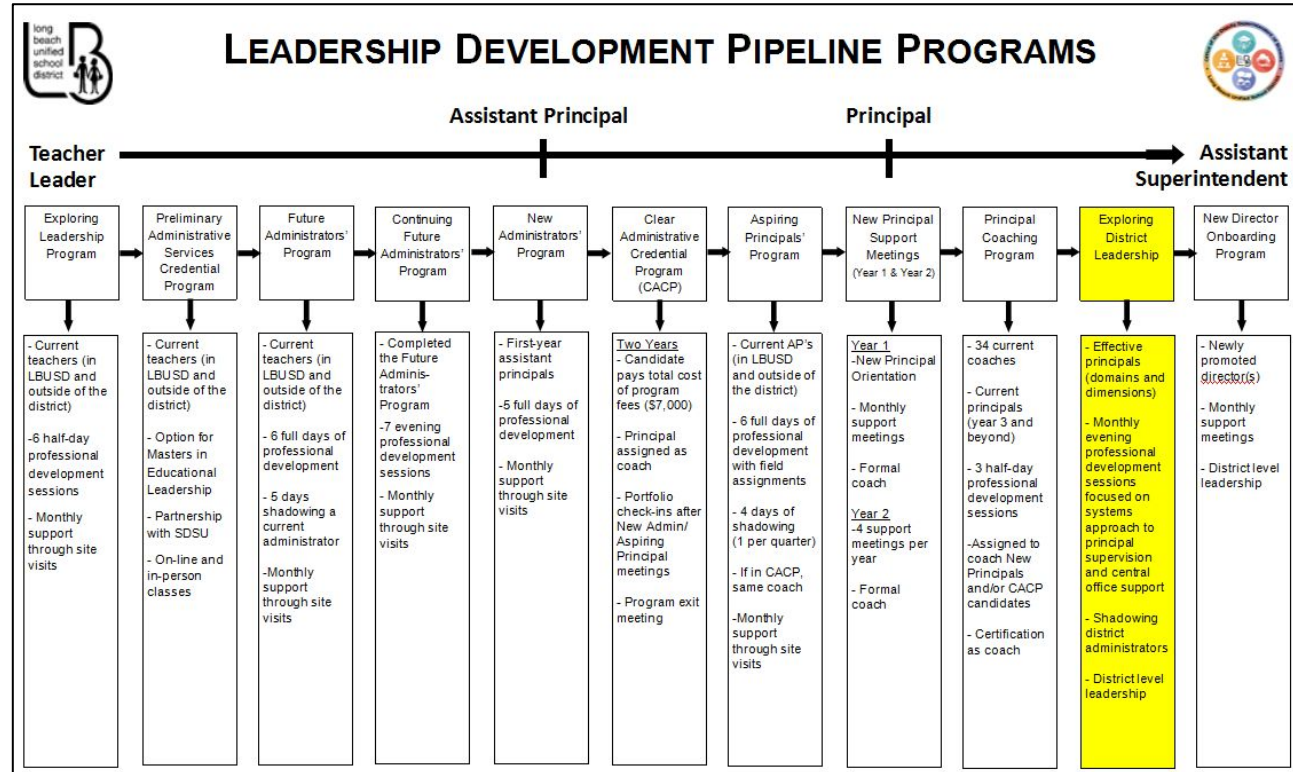 long
beach
unified
school
district
LEADERSHIP DEVELOPMENT PIPELINE PROGRAMS
Assistant Principal
Principal
Teacher
Leader
Assistant
Superintendent
Exploring
Leadership
Program
Preliminary
Administrative
Services
Credential
Program
Future
Administrators'
Program
Continuing
Future
Administrators'
Program
New
Administrators'
Program
Clear
Administrative
Credential
Program
(CACP)
Aspiring
Principals'
Program
New Principal
Support
Meetings
(Year 1 & Year 2)
Principal
Coaching
Program
Exploring
District
Leadership
New Director
Onboarding
Program
- Current
teachers (in
LBUSD and
outside of the
district)
-6 half-day
professional
development
sessions
- Monthly
support
through site
visits
- Current
teachers (in
LBUSD and
outside of the
district)
- Option for
Masters in
Educational
Leadership
- Partnership
with SDSU
- On-line and
in-person
classes
- Current
teachers (in
LBUSD and
outside of the
district)
- 6 full days of
professional
development
- 5 days
shadowing a
current
administrator
-Monthly
support
through site
visits
- Completed
the Future
Adminis-
trators'
Program
-7 evening
professional
development
sessions
- Monthly
support
through site
visits
- First-year
assistant
principals
-5 full days of
professional
development
- Monthly
support
through site
visits
Two Years
- Candidate
pays total cost
of program
fees ($7,000)
- Principal
assigned as
coach
- Portfolio
check-ins after
New Admin/
Aspiring
Principal
meetings
- Program exit
meeting
- Current AP's
(in LBUSD
and outside of
the district)
- 6 full days of
professional
development
with field
assignments
- 4 days of
shadowing
(1 per quarter)
- If in CACP,
same coach
-Monthly
support
through site
visits
Year 1
-New Principal
Orientation
- Monthly
support
meetings
- Formal
coach
Year 2
-4 support
meetings per
year
- Formal
coach
- 34 current
coaches
- Current
principals
(year 3 and
beyond)
- 3 half-day
professional
development
sessions
-Assigned to
coach New
Principals
and/or CACP
candidates
- Certification
as coach
- Effective
principals
(domains and
dimensions)
- Monthly
evening
professional
development
sessions
focused on
systems
approach to
principal
supervision
and central
office support
- Shadowing
district
administrators
- District level
leadership
- Newly
promoted
director(s)
- Monthly
support
meetings
- District level
leadership